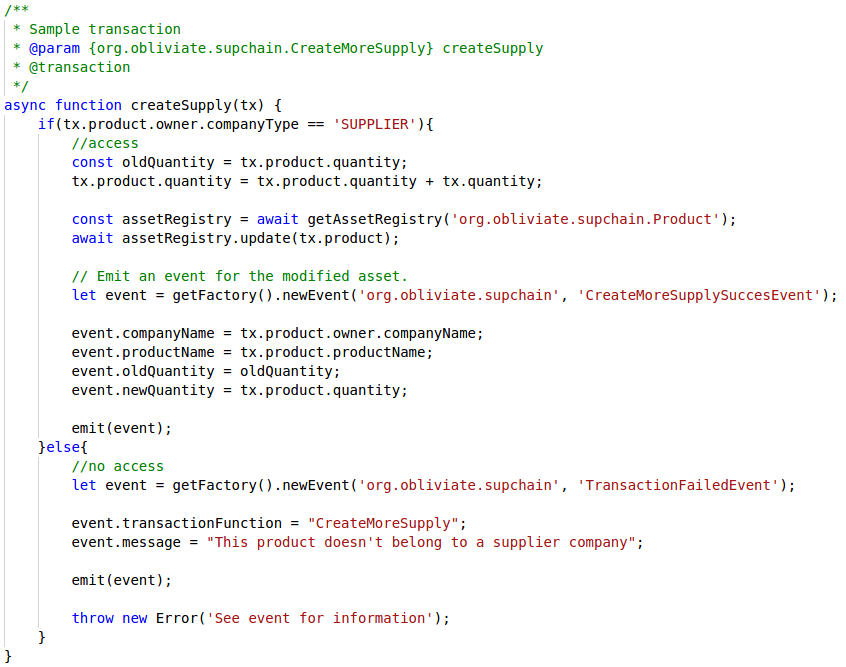 /**
 * Sample transaction
 * @param {org.obliviate.supchain.CreateMoreSupply} createSupply
 * @transaction
 */
async function createSupply(tx) {
    if(tx.product.owner.companyType == 'SUPPLIER'){
        //access
        const oldQuantity = tx.product.quantity;
        tx.product.quantity = tx.product.quantity + tx.quantity;

        const assetRegistry = await getAssetRegistry('org.obliviate.supchain.Product');
        await assetRegistry.update(tx.product);

        // Emit an event for the modified asset.
        let event = getFactory().newEvent('org.obliviate.supchain', 'CreateMoreSupplySuccesEvent');

        event.companyName = tx.product.owner.companyName;
        event.productName = tx.product.productName;
        event.oldQuantity = oldQuantity;
        event.newQuantity = tx.product.quantity;

        emit(event);
    }else{
        //no access
        let event = getFactory().newEvent('org.obliviate.supchain', 'TransactionFailedEvent');

        event.transactionFunction = "CreateMoreSupply";
        event.message = "This product doesn't belong to a supplier company";

        emit(event);

        throw new Error('See event for information');
    }
}